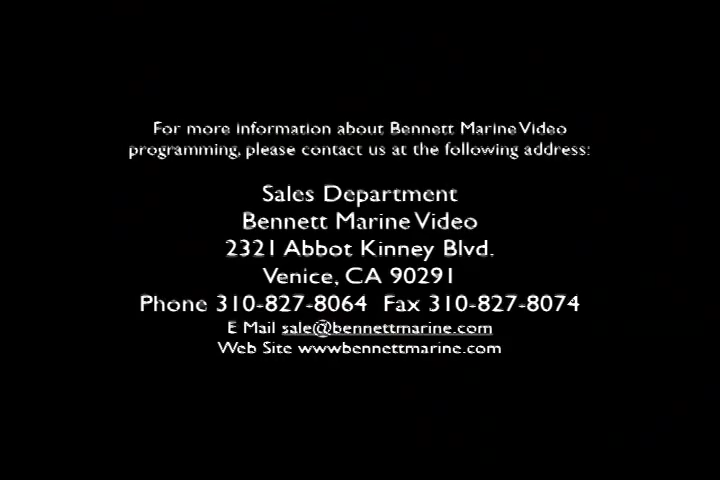 For more information about Bennett Marine Video
programming, please contact us at the following address:
Sales Department
Bennett Marine Video
2321 Abbot Kinney Blvd.
Venice, CA 90291
Phone 310-827-8064 Fax 310-827-8074
E Mail sale@bennettmarine.com
Web Site www.bennettmarine.com